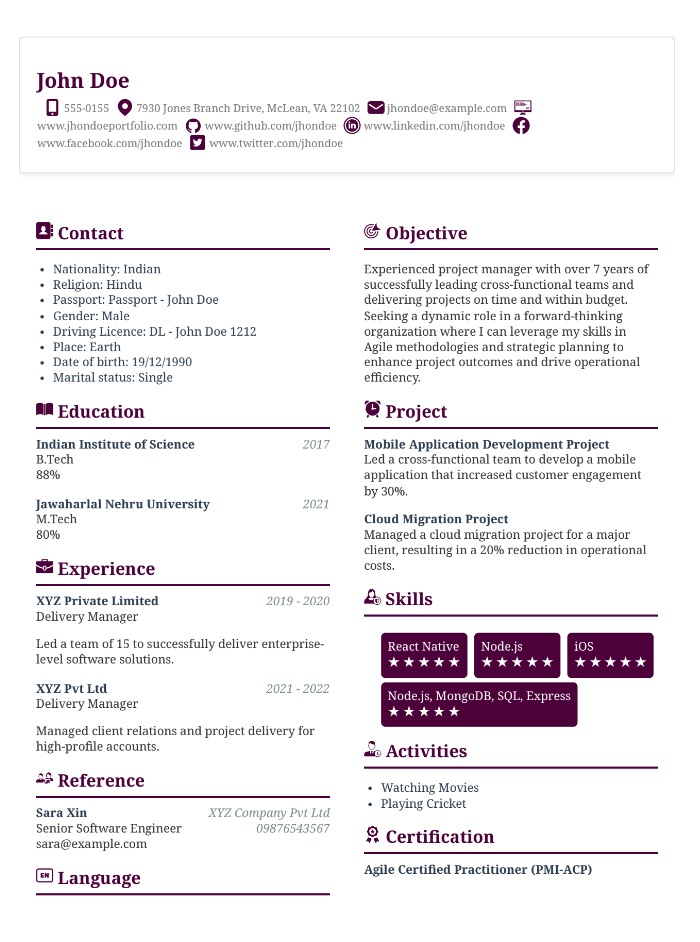 John Doe
555-0155 7930 Jones Branch Drive, McLean, VA 22102 jhondoe@example.com
www.jhondoeportfolio.com www.github.com/jhondoe www.linkedin.com/jhondoe
www.facebook.com/jhondoe www.twitter.com/jhondoe
Contact
• Nationality: Indian
• Religion: Hindu
• Passport: Passport - John Doe
• Gender: Male
• Driving Licence: DL - John Doe 1212
• Place: Earth
• Date of birth: 19/12/1990
• Marital status: Single
Education
Indian Institute of Science 2017
B.Tech
88%
Jawaharlal Nehru University 2021
M.Tech
80%
Experience
XYZ Private Limited 2019 - 2020
Delivery Manager
Led a team of 15 to successfully deliver enterprise-
level software solutions.
XYZ Pvt Ltd 2021 - 2022
Delivery Manager
Managed client relations and project delivery for
high-profile accounts.
Reference
Sara Xin XYZ Company Pvt Ltd
Senior Software Engineer 09876543567
sara@example.com
EN Language
Objective
Experienced project manager with over 7 years of
successfully leading cross-functional teams and
delivering projects on time and within budget.
Seeking a dynamic role in a forward-thinking
organization where I can leverage my skills in
Agile methodologies and strategic planning to
enhance project outcomes and drive operational
efficiency.
Project
Mobile Application Development Project
Led a cross-functional team to develop a mobile
application that increased customer engagement
by 30%.
Cloud Migration Project
Managed a cloud migration project for a major
client, resulting in a 20% reduction in operational
costs.
Skills
React Native Node.js iOS
★★★★★ ★★★★★ ★★★★★
Node.js, MongoDB, SQL, Express
★★★★★
Activities
• Watching Movies
• Playing Cricket
Certification
Agile Certified Practitioner (PMI-ACP)